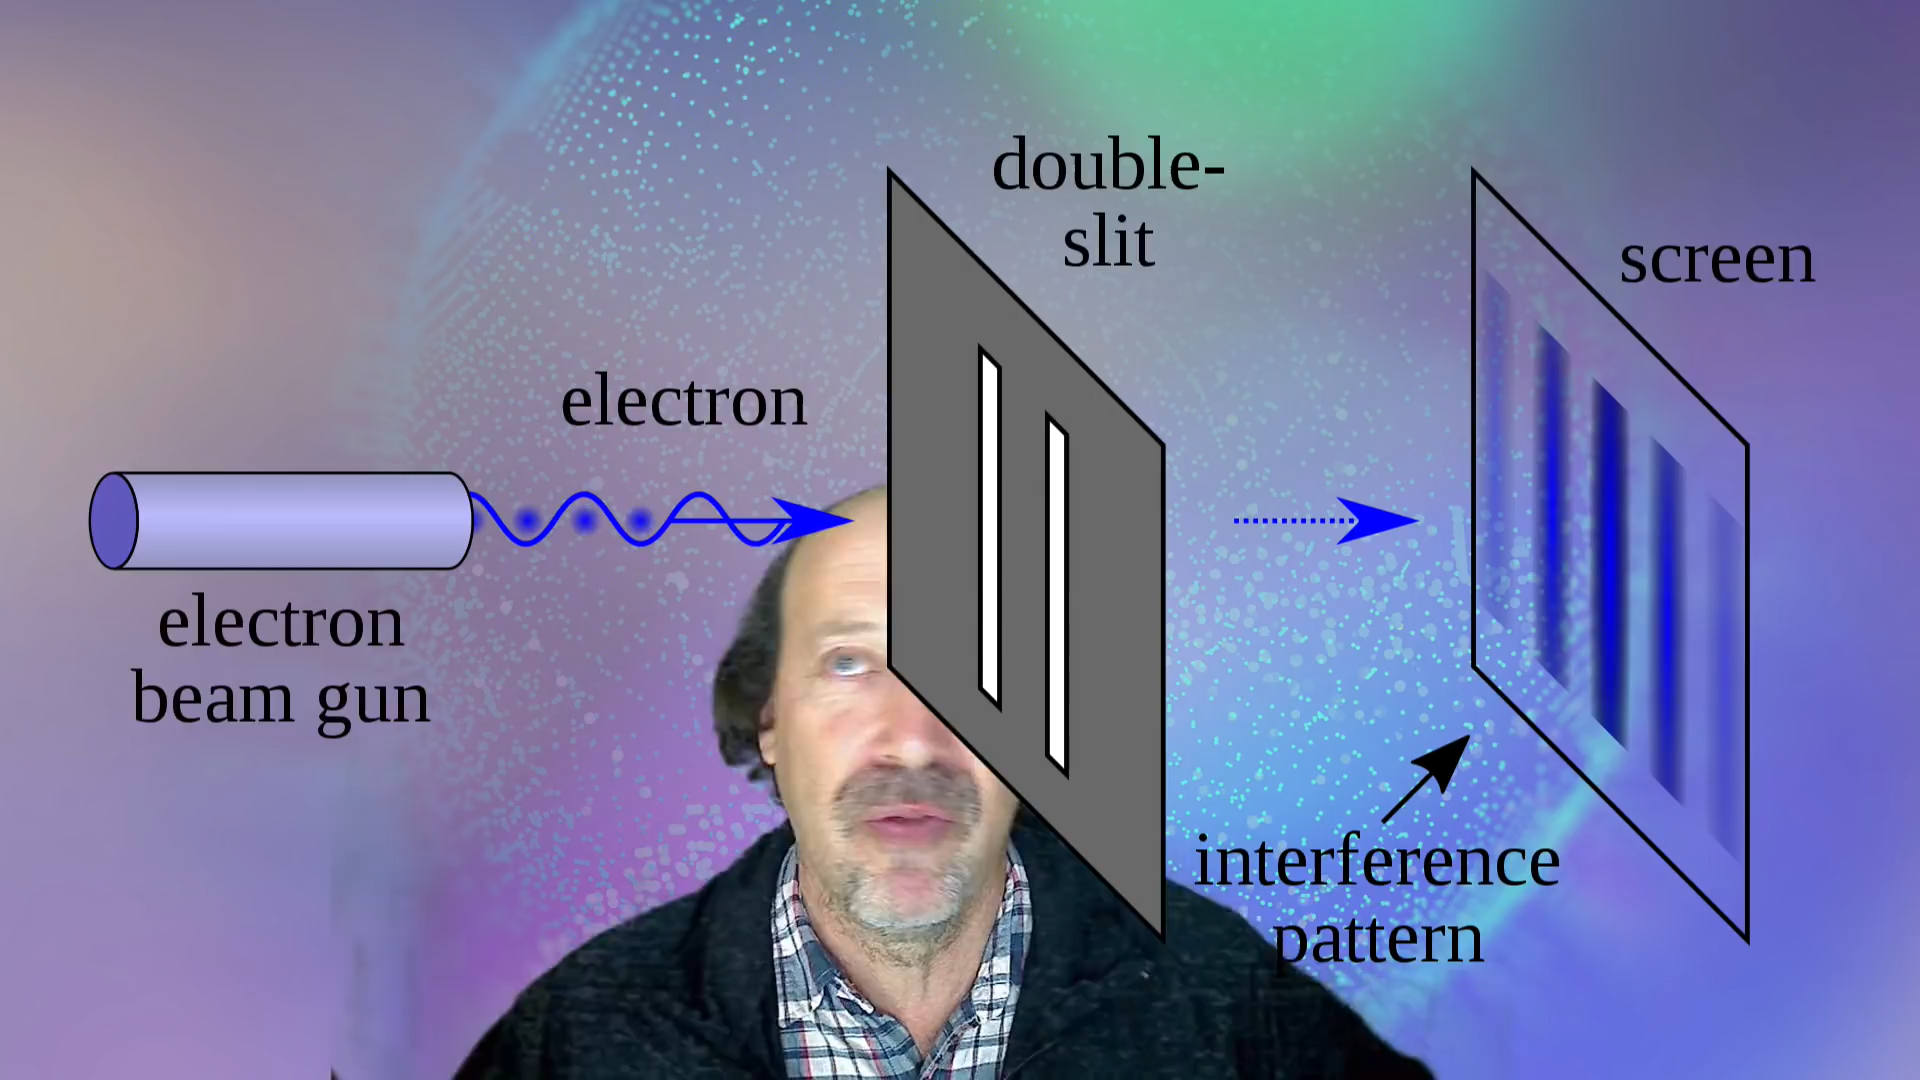 double-
slit
screen
electron
electron
beam gun
interference
pattern